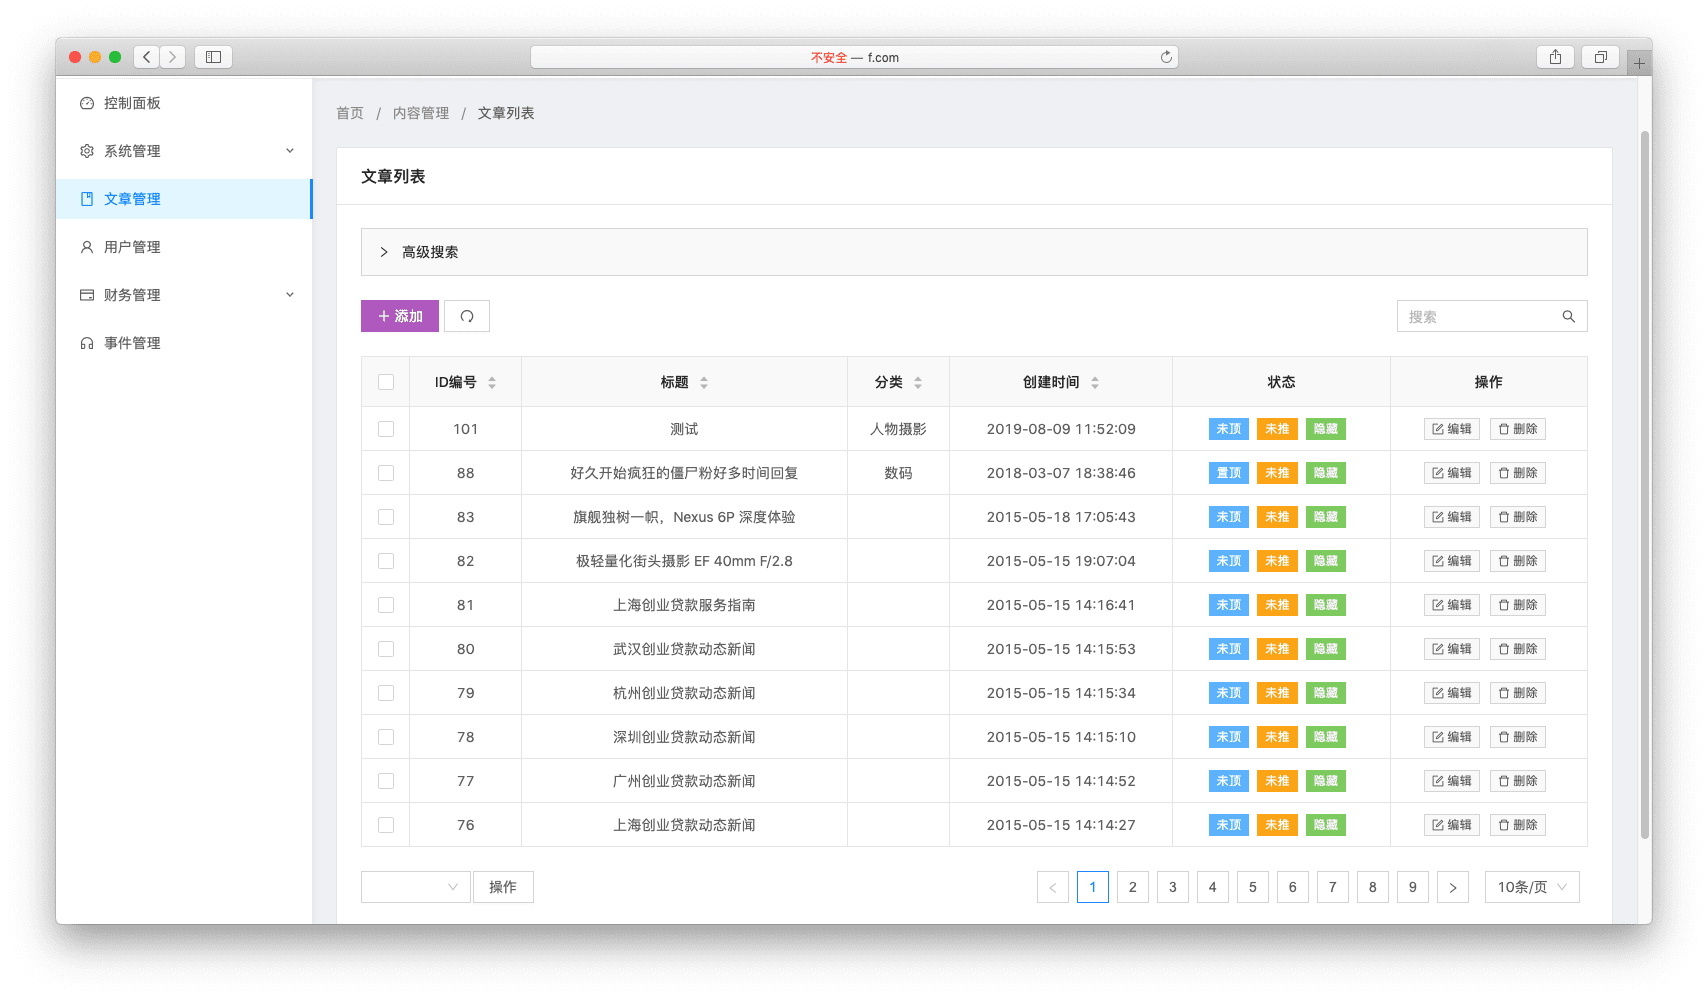 不安全 — f.com
控制面板
系统管理
文章管理
用户管理
财务管理
事件管理
首页 / 内容管理 / 文章列表
文章列表
高级搜索
添加
搜索
ID编号 标题 分类 创建时间 状态 操作
101 测试 人物摄影 2019-08-09 11:52:09 未顶 未推 隐藏 编辑 删除
88 好久开始疯狂的僵尸粉好多时间回复 数码 2018-03-07 18:38:46 置顶 未推 隐藏 编辑 删除
83 旗舰独树一帜，Nexus 6P 深度体验 2015-05-18 17:05:43 未顶 未推 隐藏 编辑 删除
82 极轻量化街头摄影 EF 40mm F/2.8 2015-05-15 19:07:04 未顶 未推 隐藏 编辑 删除
81 上海创业贷款服务指南 2015-05-15 14:16:41 未顶 未推 隐藏 编辑 删除
80 武汉创业贷款动态新闻 2015-05-15 14:15:53 未顶 未推 隐藏 编辑 删除
79 杭州创业贷款动态新闻 2015-05-15 14:15:34 未顶 未推 隐藏 编辑 删除
78 深圳创业贷款动态新闻 2015-05-15 14:15:10 未顶 未推 隐藏 编辑 删除
77 广州创业贷款动态新闻 2015-05-15 14:14:52 未顶 未推 隐藏 编辑 删除
76 上海创业贷款动态新闻 2015-05-15 14:14:27 未顶 未推 隐藏 编辑 删除
操作 1 2 3 4 5 6 7 8 9 10条/页